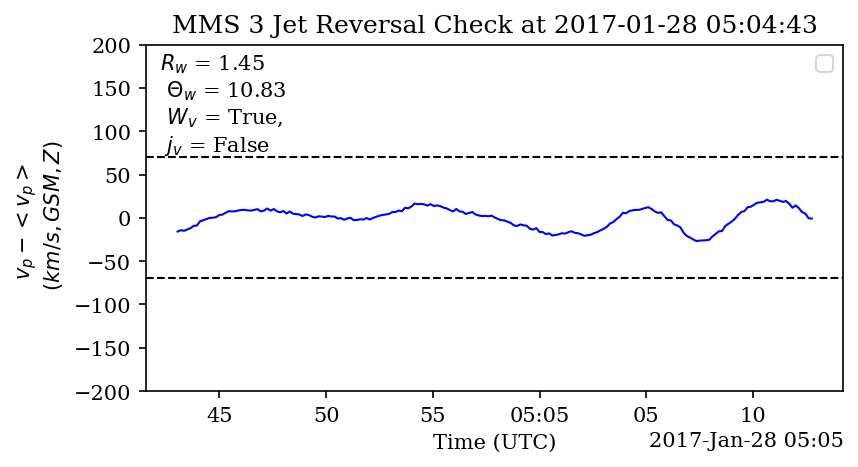 MMS 3 Jet Reversal Check at 2017-01-28 05:04:43
200
150
100
50
0
−50
−100
−150
−200
v_p − < v_p >
(km/s, GSM, Z)
R_w = 1.45
Θ_w = 10.83
W_v = True,
j_v = False
45 50 55 05:05 05 10
Time (UTC)
2017-Jan-28 05:05